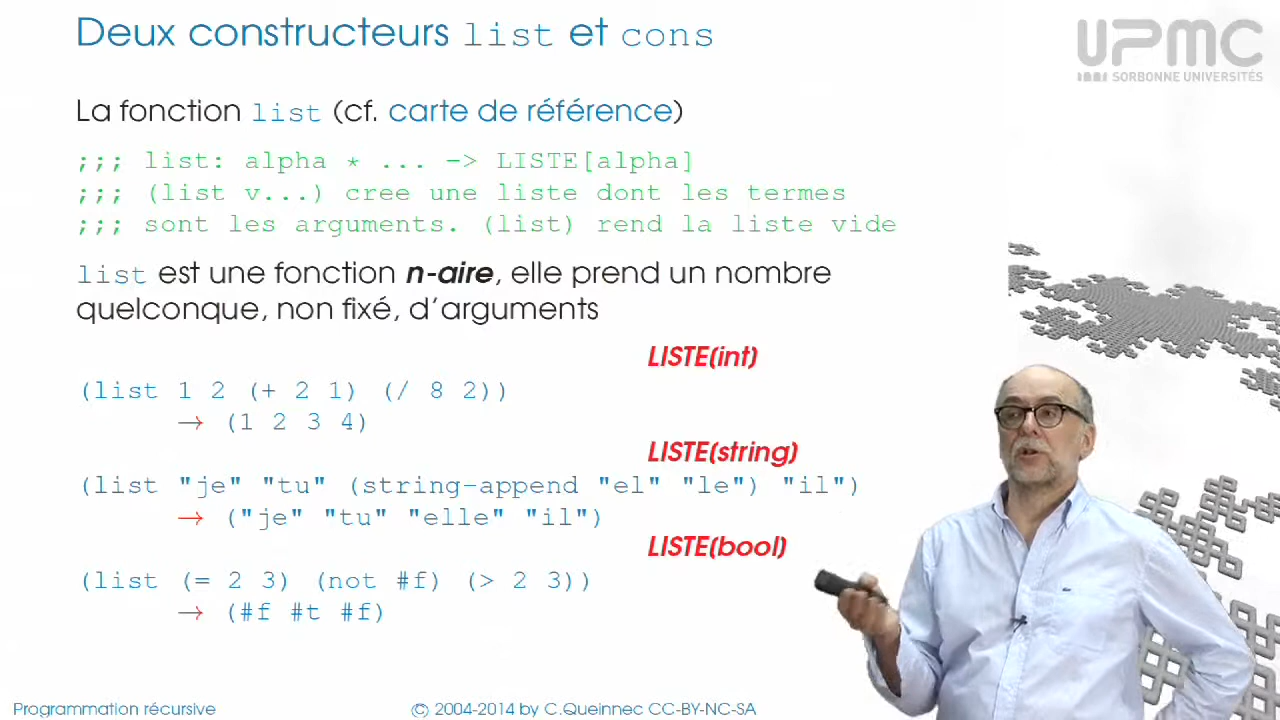 Deux constructeurs list et cons
UPMC
SORBONNE UNIVERSITÉS
La fonction list (cf. carte de référence)
;;; list: alpha * ... -> LISTE[alpha]
;;; (list v...) cree une liste dont les termes
;;; sont les arguments. (list) rend la liste vide
list est une fonction n-aire, elle prend un nombre
quelconque, non fixé, d'arguments
LISTE(int)
(list 1 2 (+ 2 1) (/ 8 2))
→ (1 2 3 4)
LISTE(string)
(list "je" "tu" (string-append "el" "le") "il")
→ ("je" "tu" "elle" "il")
LISTE(bool)
(list (= 2 3) (not #f) (> 2 3))
→ (#f #t #f)
Programmation récursive
© 2004-2014 by C.Queinnec CC-BY-NC-SA